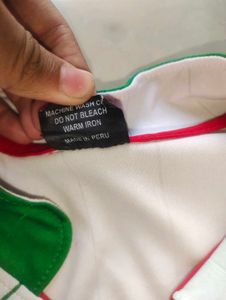 MACHINE WASH
DO NOT BLEACH
WARM IRON
MADE IN PERU